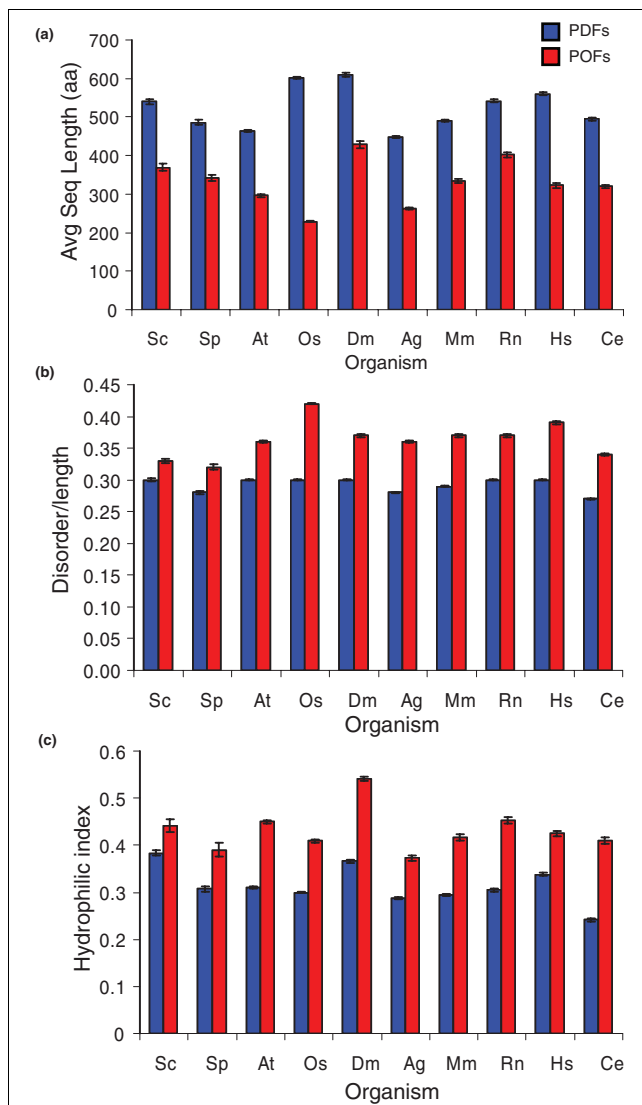 (a)
PDFs
POFs
Avg Seq Length (aa)
700
600
500
400
300
200
100
0
Sc Sp At Os Dm Ag Mm Rn Hs Ce
Organism
(b)
Disorder/length
0.45
0.40
0.35
0.30
0.25
0.20
0.15
0.10
0.05
0.00
Sc Sp At Os Dm Ag Mm Rn Hs Ce
Organism
(c)
Hydrophilic index
0.6
0.5
0.4
0.3
0.2
0.1
0
Sc Sp At Os Dm Ag Mm Rn Hs Ce
Organism